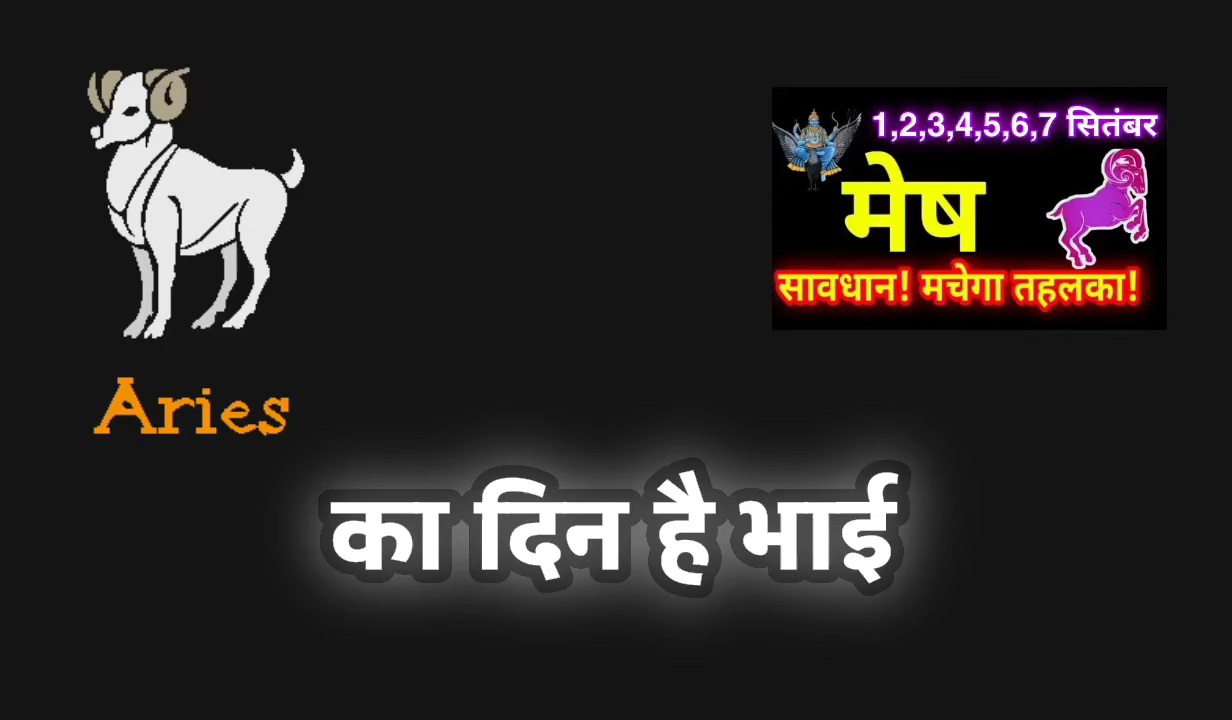 1,2,3,4,5,6,7 सितंबर
मेष
सावधान! मचेगा तहलका!
Aries
का दिन है भाई